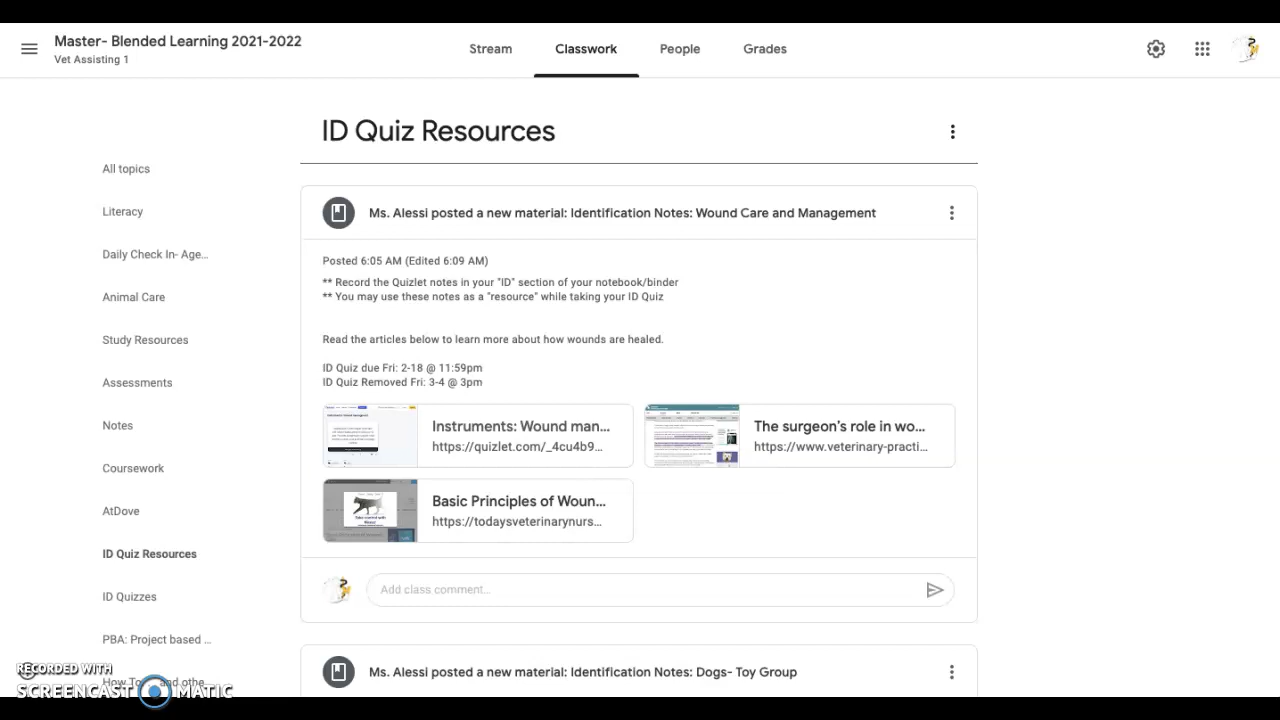 Master- Blended Learning 2021-2022
Vet Assisting 1
Stream
Classwork
People
Grades
ID Quiz Resources
All topics
Literacy
Daily Check In- Age...
Animal Care
Study Resources
Assessments
Notes
Coursework
AtDove
ID Quiz Resources
ID Quizzes
PBA: Project based ...
Ms. Alessi posted a new material: Identification Notes: Wound Care and Management
Posted 6:05 AM (Edited 6:09 AM)
** Record the Quizlet notes in your "ID" section of your notebook/binder
** You may use these notes as a "resource" while taking your ID Quiz
Read the articles below to learn more about how wounds are healed.
ID Quiz due Fri: 2-18 @ 11:59pm
ID Quiz Removed Fri: 3-4 @ 3pm
Instruments: Wound man...
https://quizlet.com/_4cu4b9...
The surgeon's role in wo...
https://www.veterinary-practi...
Basic Principles of Woun...
https://todaysveterinarynurs...
Add class comment...
Ms. Alessi posted a new material: Identification Notes: Dogs- Toy Group
RECORDED WITH
SCREENCAST MATIC